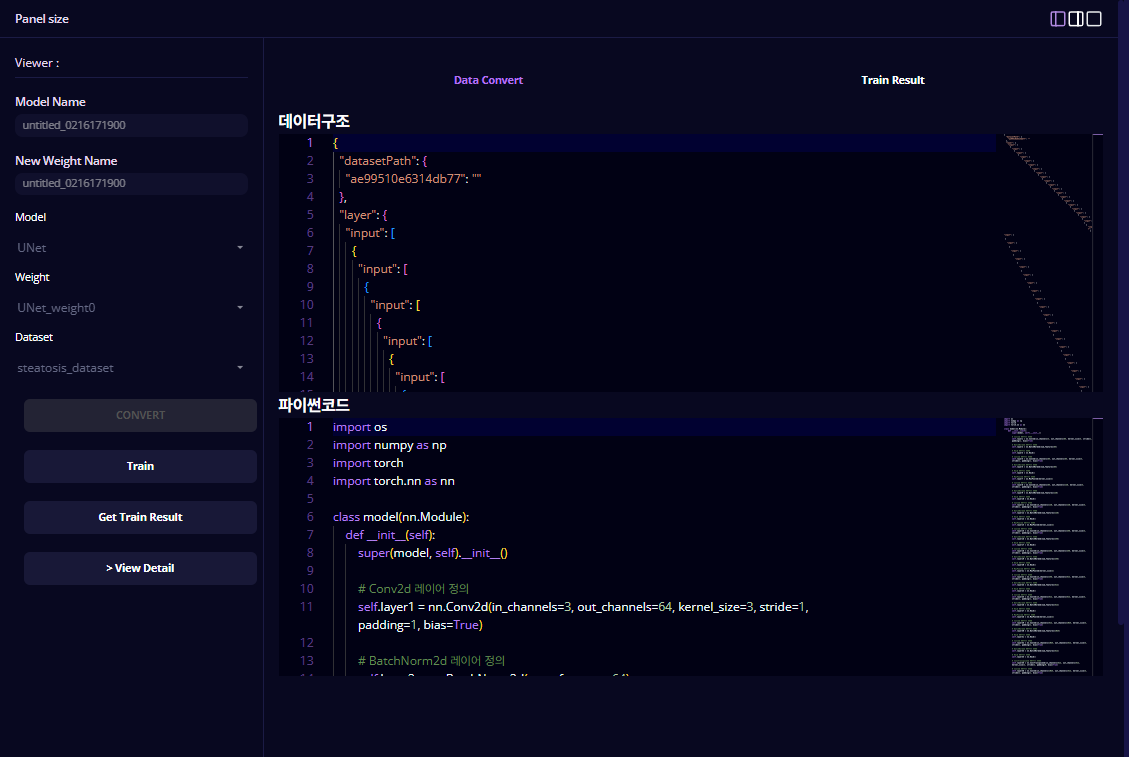 Panel size
Viewer :
Model Name
untitled_0216171900
New Weight Name
untitled_0216171900
Model
UNet
Weight
UNet_weight0
Dataset
steatosis_dataset
CONVERT
Train
Get Train Result
> View Detail
Data Convert
Train Result
데이터구조
1 {
2 "datasetPath": {
3 "ae99510e6314db77": ""
4 },
5 "layer": {
6 "input": [
7 {
8 "input": [
9 {
10 "input": [
11 {
12 "input": [
13 {
14 "input": [
파이썬코드
1 import os
2 import numpy as np
3 import torch
4 import torch.nn as nn
5
6 class model(nn.Module):
7 def __init__(self):
8 super(model, self).__init__()
9
10 # Conv2d 레이어 정의
11 self.layer1 = nn.Conv2d(in_channels=3, out_channels=64, kernel_size=3, stride=1,
padding=1, bias=True)
12
13 # BatchNorm2d 레이어 정의